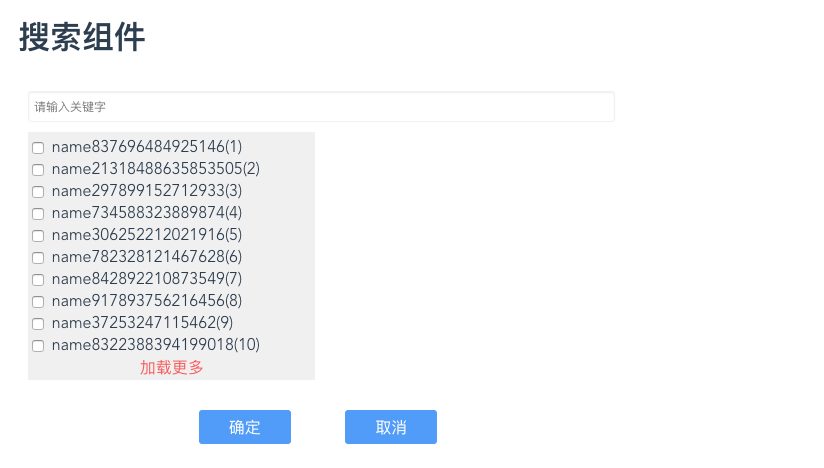 搜索组件
请输入关键字
name837696484925146(1)
name21318488635853505(2)
name297899152712933(3)
name734588323889874(4)
name306252212021916(5)
name782328121467628(6)
name842892210873549(7)
name917893756216456(8)
name37253247115462(9)
name8322388394199018(10)
加载更多
确定 取消